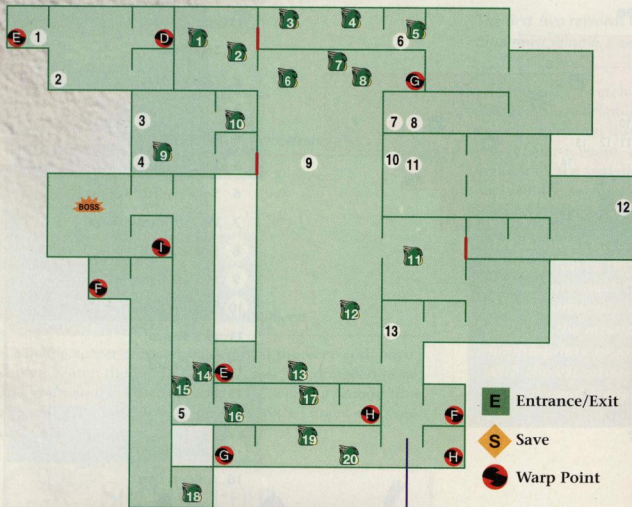 3 4 5
E 1 D 1 2 6
7
2 6 8 G
3 10 7 8
4 9 9 10 11
BOSS 12
I 11
F
12
13
14 E 13
15 17
5 16 H F E Entrance/Exit
19 S Save
G 20 H
Warp Point
18